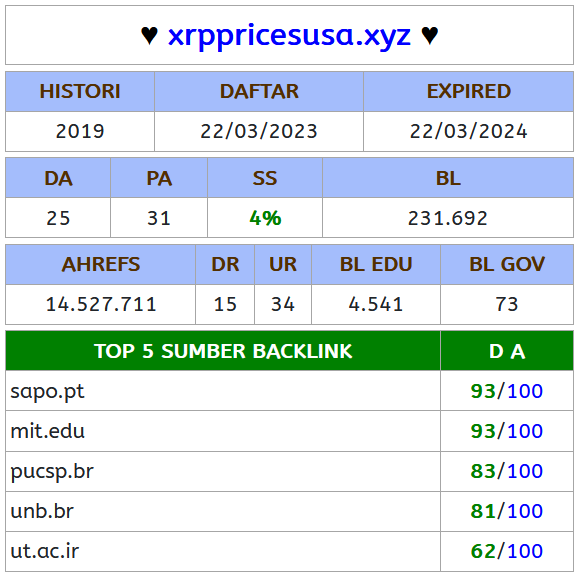 ♥ xrppricesusa.xyz ♥
HISTORI DAFTAR EXPIRED
2019 22/03/2023 22/03/2024
DA PA SS BL
25 31 4% 231.692
AHREFS DR UR BL EDU BL GOV
14.527.711 15 34 4.541 73
TOP 5 SUMBER BACKLINK D A
sapo.pt 93/100
mit.edu 93/100
pucsp.br 83/100
unb.br 81/100
ut.ac.ir 62/100